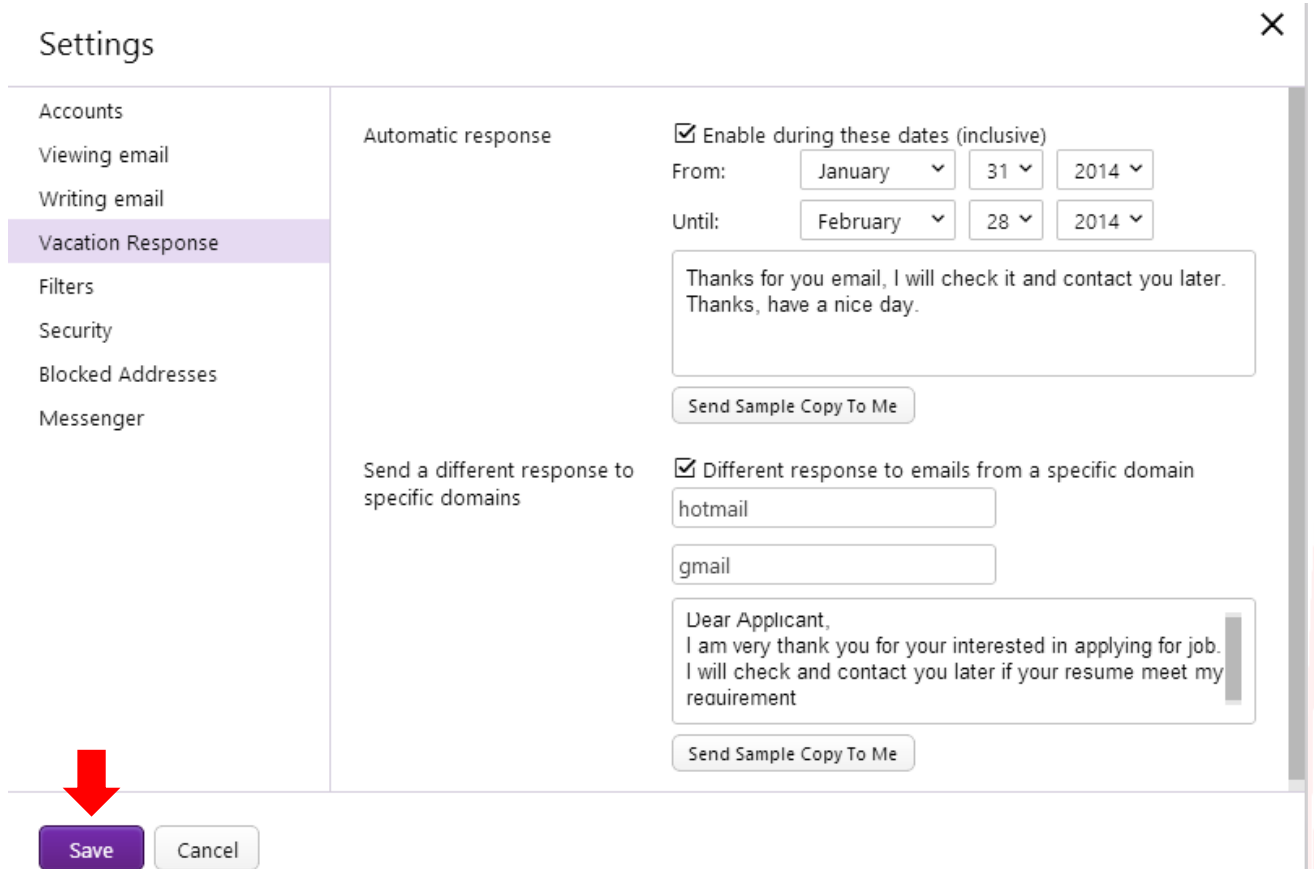 Settings
Accounts
Viewing email
Writing email
Vacation Response
Filters
Security
Blocked Addresses
Messenger
Automatic response
Enable during these dates (inclusive)
From: January 31 2014
Until: February 28 2014
Thanks for you email, I will check it and contact you later.
Thanks, have a nice day.
Send Sample Copy To Me
Send a different response to
specific domains
Different response to emails from a specific domain
hotmail
gmail
Dear Applicant,
I am very thank you for your interested in applying for job.
I will check and contact you later if your resume meet my
requirement
Send Sample Copy To Me
Save Cancel